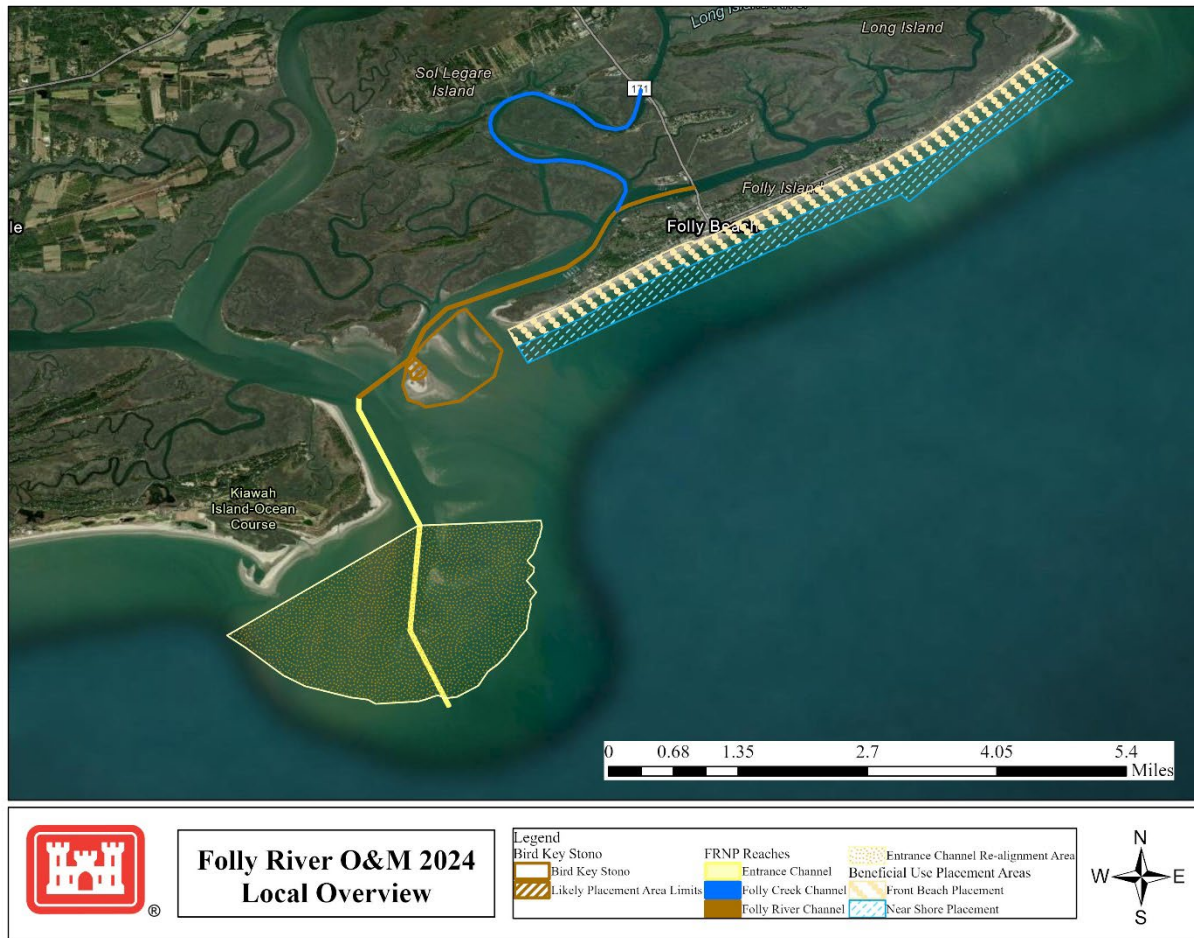 Long Island River
Long Island
Sol Legare
Island
171
Folly Island
Folly Beach
le
Kiawah
Island-Ocean
Course
0 0.68 1.35 2.7 4.05 5.4
Miles
Folly River O&M 2024
Local Overview
®
Legend
Bird Key Stono
Bird Key Stono
Likely Placement Area Limits
FRNP Reaches
Entrance Channel
Folly Creek Channel
Folly River Channel
Entrance Channel Re-alignment Area
Beneficial Use Placement Areas
Front Beach Placement
Near Shore Placement
N
W E
S